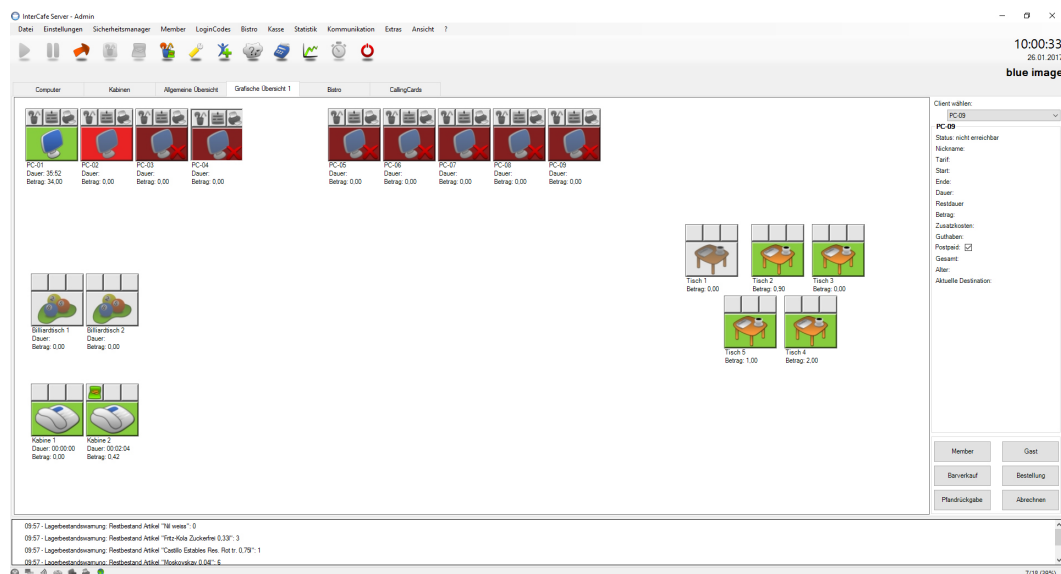 InterCafe Server - Admin
Datei Einstellungen Sicherheitsmanager Member LoginCodes Bistro Kasse Statistik Kommunikation Extras Ansicht ?
10:00:33
26.01.2017
blue image
Computer Kabinen Allgemeine Übersicht Grafische Übersicht 1 Bistro CallingCards
PC-01 PC-02 PC-03 PC-04 PC-05 PC-06 PC-07 PC-08 PC-09
Dauer: 35:52 Dauer: Dauer: Dauer: Dauer: Dauer: Dauer: Dauer: Dauer:
Betrag: 34,00 Betrag: 0,00 Betrag: 0,00 Betrag: 0,00 Betrag: 0,00 Betrag: 0,00 Betrag: 0,00 Betrag: 0,00 Betrag: 0,00
Tisch 1 Tisch 2 Tisch 3
Betrag: 0,00 Betrag: 0,90 Betrag: 0,00
Billiardtisch 1 Billiardtisch 2
Dauer: Dauer:
Betrag: 0,00 Betrag: 0,00
Tisch 5 Tisch 4
Betrag: 1,00 Betrag: 2,00
Kabine 1 Kabine 2
Dauer: 00:00:00 Dauer: 00:02:04
Betrag: 0,00 Betrag: 0,42
Client wählen:
PC-09
PC-09
Status: nicht erreichbar
Nickname:
Tarif:
Start:
Ende:
Dauer:
Restdauer
Betrag:
Zusatzkosten:
Guthaben:
Postpaid:
Gesamt:
Alter:
Aktuelle Destination:
Member Gast
Barverkauf Bestellung
Pfandrückgabe Abrechnen
09:57 - Lagerbestandswarnung: Restbestand Artikel "Nil weiss": 0
09:57 - Lagerbestandswarnung: Restbestand Artikel "Fritz-Kola Zuckerfrei 0,33l": 3
09:57 - Lagerbestandswarnung: Restbestand Artikel "Castillo Estables Res. Rot tr. 0,75l": 1
09:57 - Lagerbestandswarnung: Restbestand Artikel "Moskovskay 0,04l": 6
7/18 (39%)